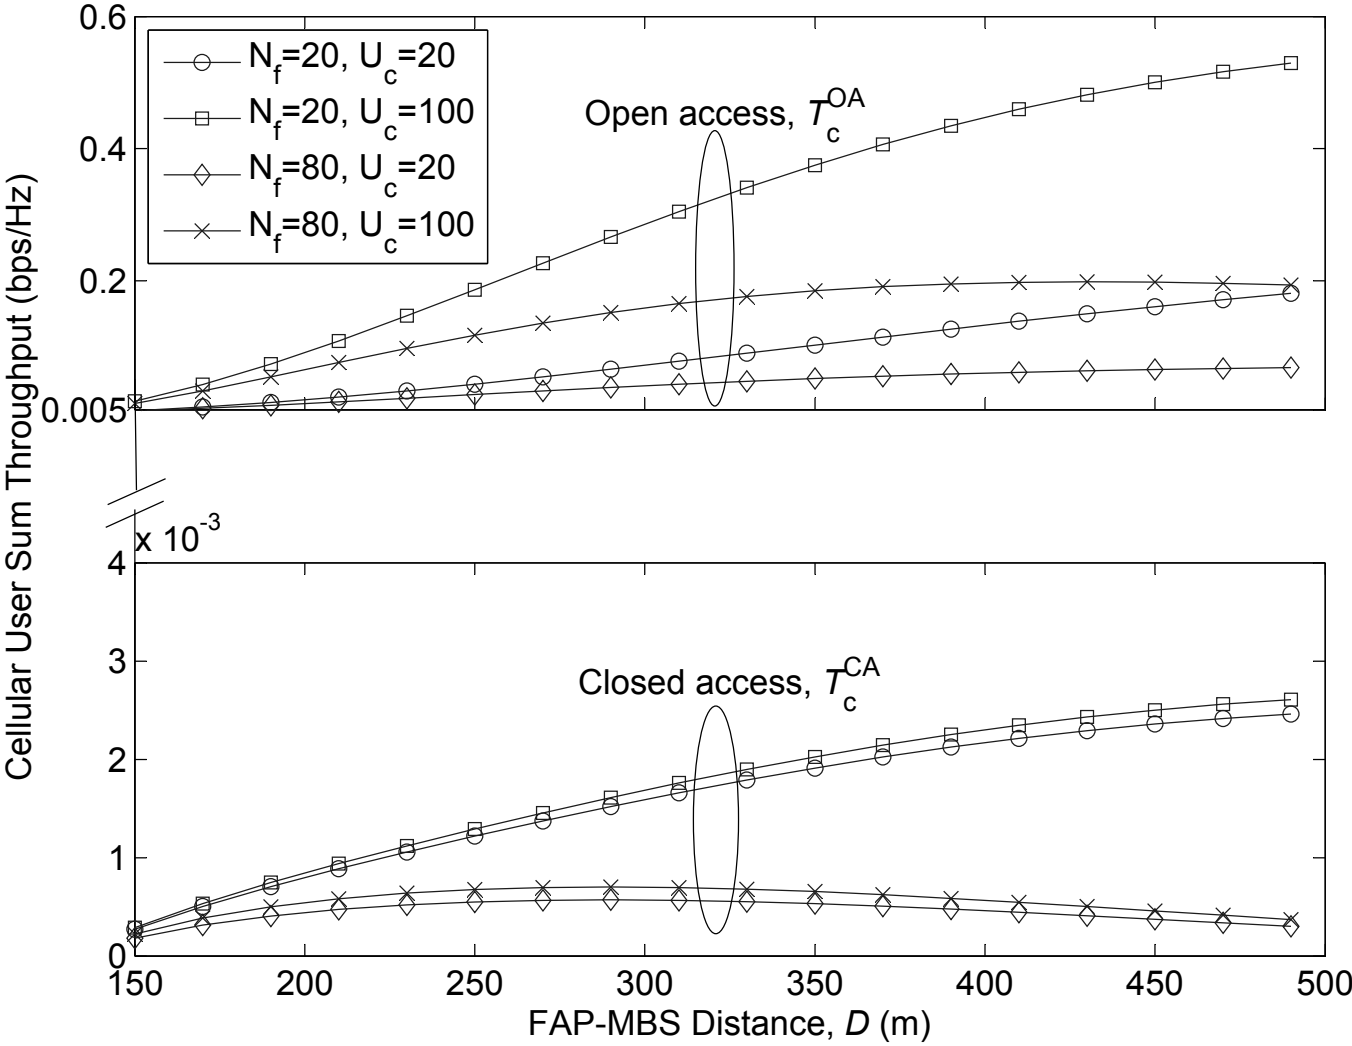 Cellular User Sum Throughput (bps/Hz)
0.6
0.4
0.2
0.005
N_f=20, U_c=20
N_f=20, U_c=100
N_f=80, U_c=20
N_f=80, U_c=100
Open access, T_c^OA
x 10^-3
4
3
2
1
0
Closed access, T_c^CA
150 200 250 300 350 400 450 500
FAP-MBS Distance, D (m)